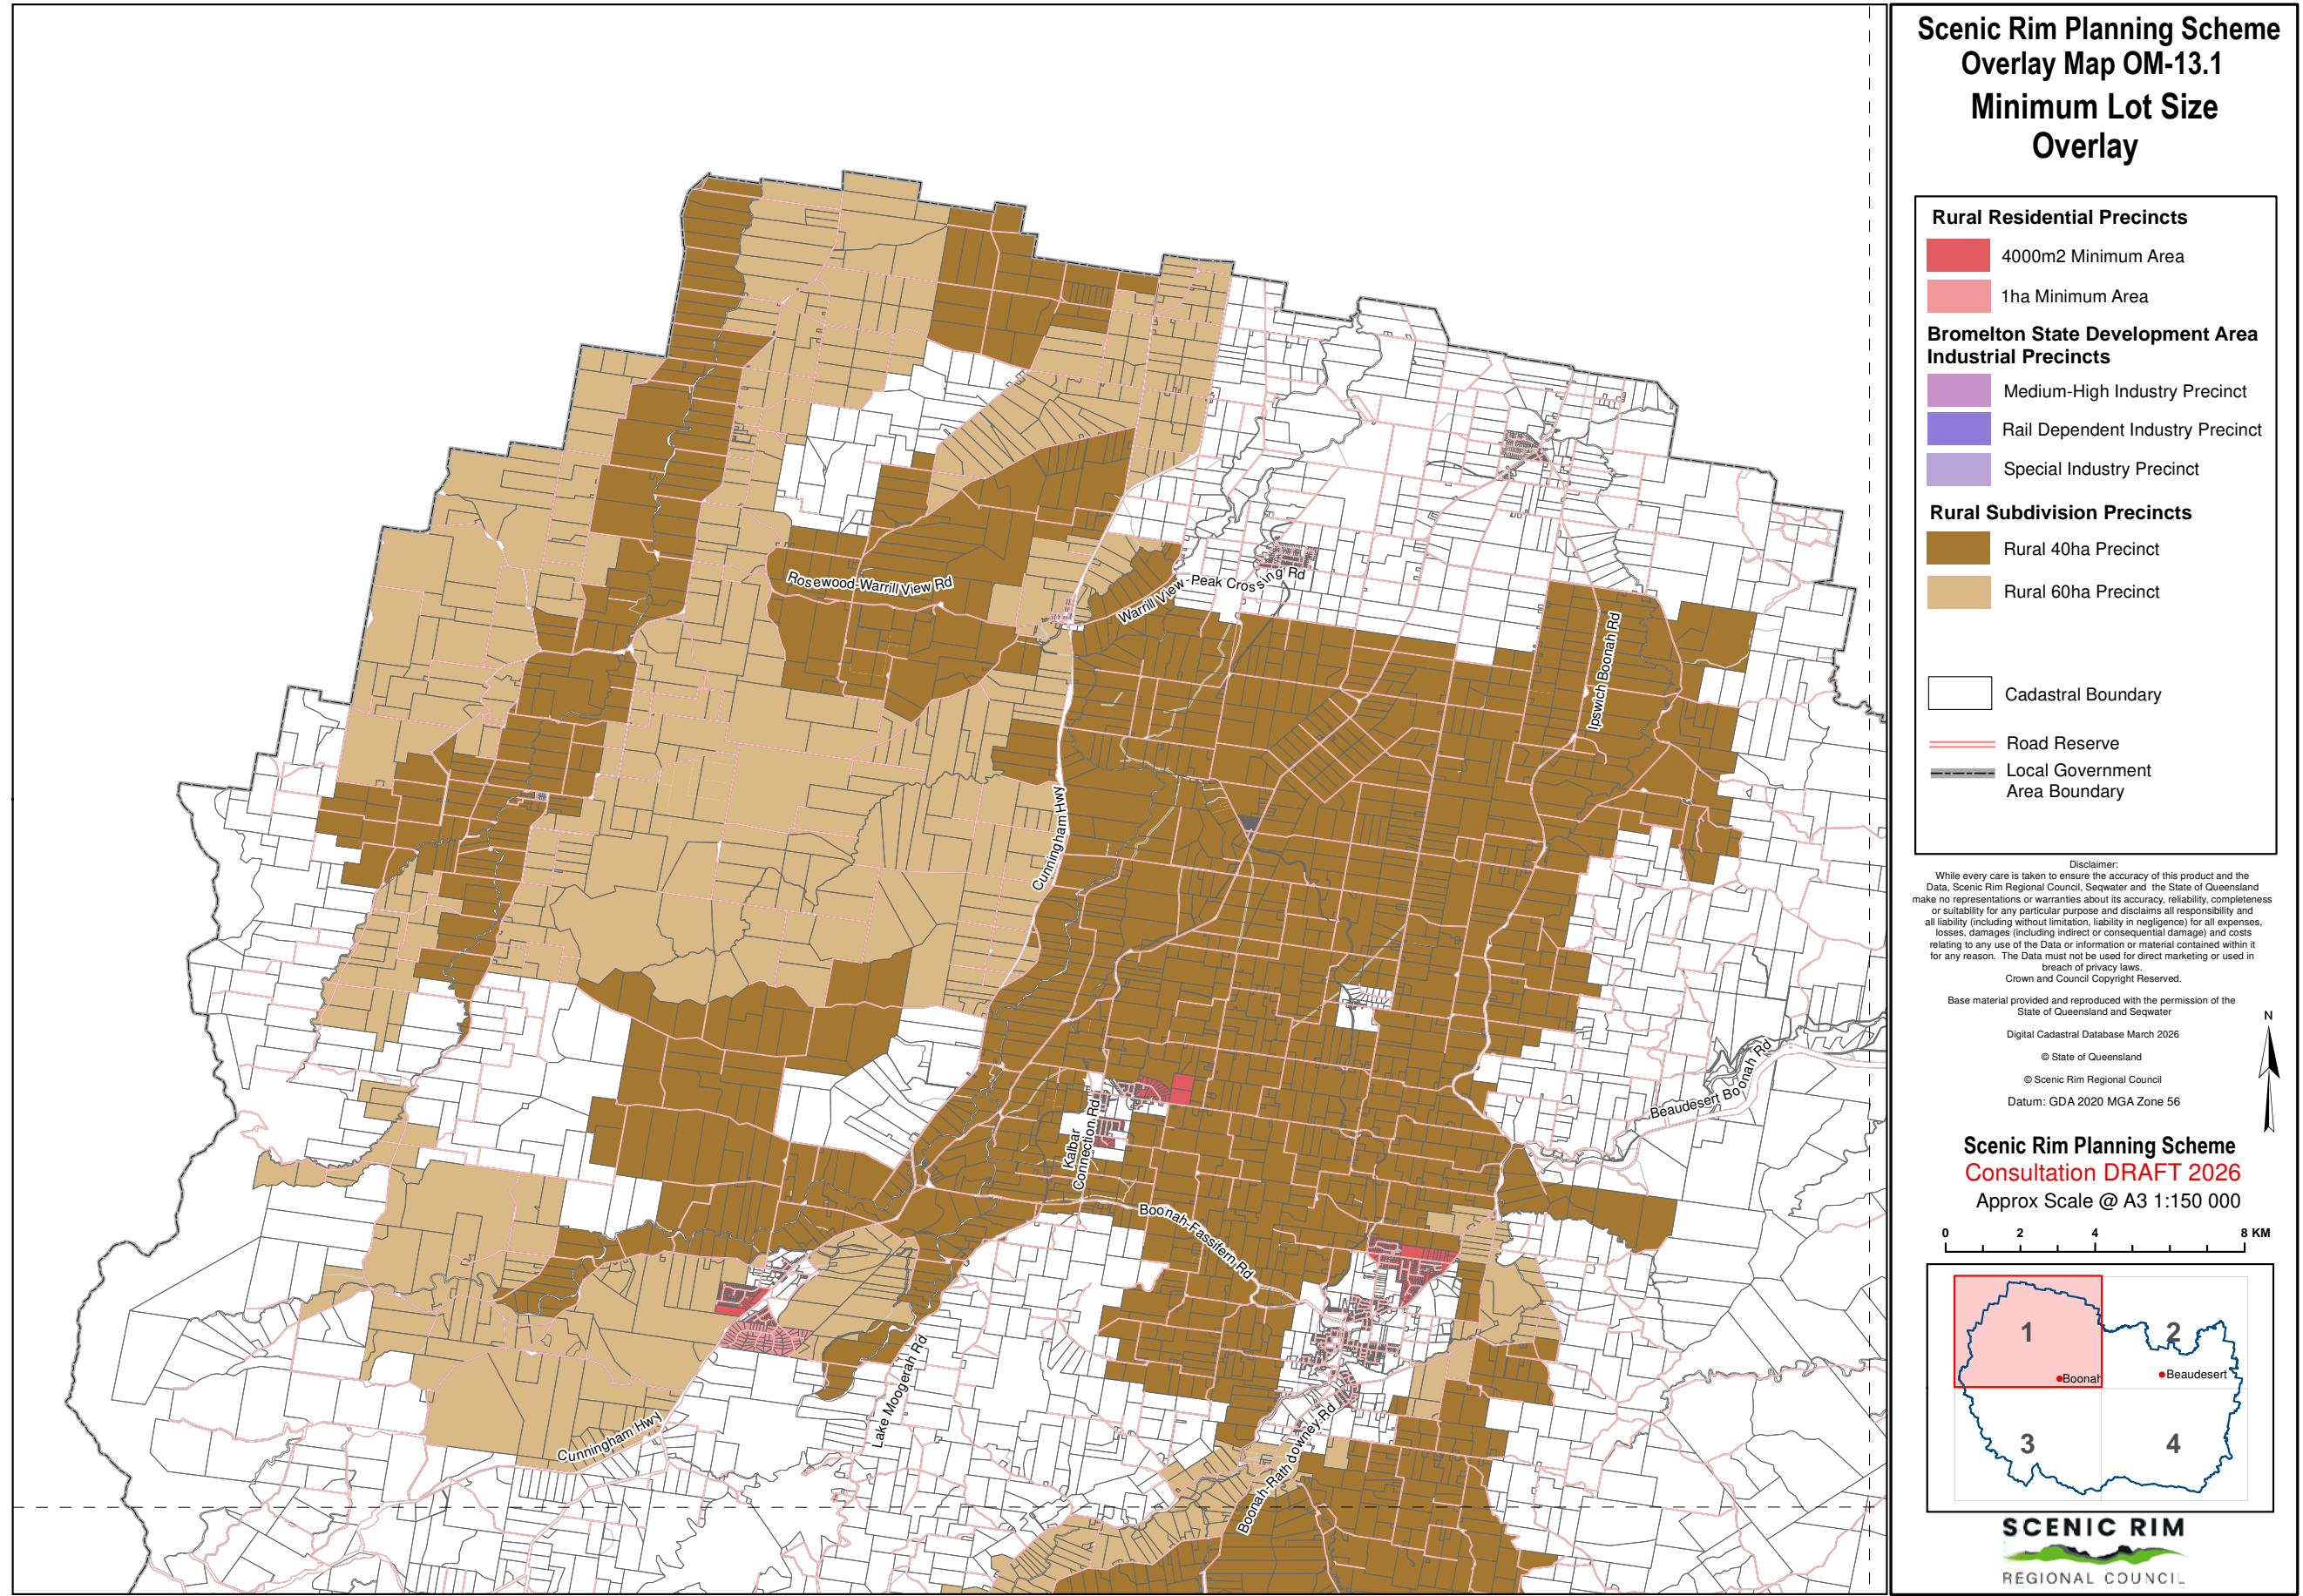 Scenic Rim Planning Scheme
Overlay Map OM-13.1
Minimum Lot Size
Overlay
Rural Residential Precincts
4000m2 Minimum Area
1ha Minimum Area
Bromelton State Development Area
Industrial Precincts
Medium-High Industry Precinct
Rail Dependent Industry Precinct
Special Industry Precinct
Rural Subdivision Precincts
Rural 40ha Precinct
Rural 60ha Precinct
Cadastral Boundary
Road Reserve
Local Government
Area Boundary
Disclaimer:
While every care is taken to ensure the accuracy of this product and the
Data, Scenic Rim Regional Council, Seqwater and the State of Queensland
make no representations or warranties about its accuracy, reliability, completeness
or suitability for any particular purpose and disclaims all responsibility and
all liability (including without limitation, liability in negligence) for all expenses,
losses, damages (including indirect or consequential damage) and costs
relating to any use of the Data or information or material contained within it
for any reason. The Data must not be used for direct marketing or used in
breach of privacy laws.
Crown and Council Copyright Reserved.
Base material provided and reproduced with the permission of the
State of Queensland and Seqwater
Digital Cadastral Database March 2026
© State of Queensland
© Scenic Rim Regional Council
Datum: GDA 2020 MGA Zone 56
N
Scenic Rim Planning Scheme
Consultation DRAFT 2026
Approx Scale @ A3 1:150 000
0 2 4 8 KM
1
2
Boonah
Beaudesert
3
4
SCENIC RIM
REGIONAL COUNCIL
Rosewood-Warrill View Rd
Warrill View-Peak Crossing Rd
Ipswich Boonah Rd
Cunningham Hwy
Beaudesert Boonah Rd
Kalbar
Connection Rd
Boonah-Fassifern Rd
Lake Moogerah Rd
Cunningham Hwy
Boonah-Rathdowney Rd